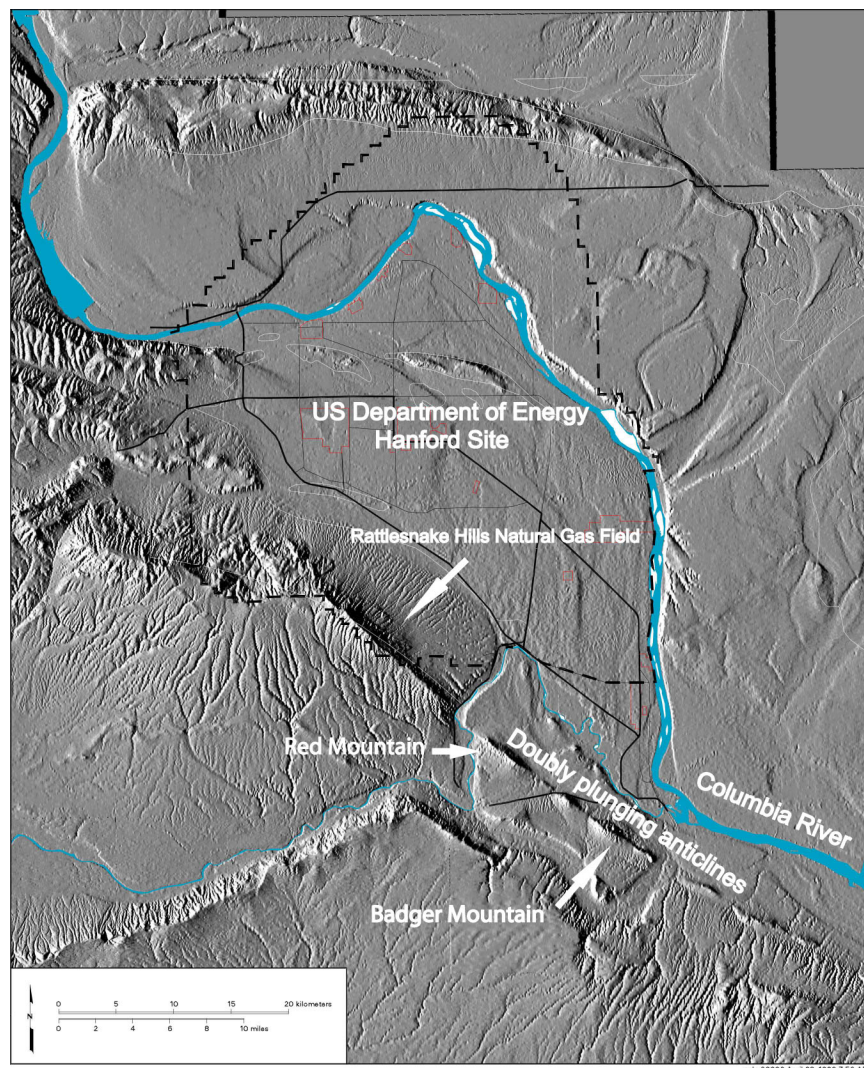 US Department of Energy
Hanford Site
Rattlesnake Hills Natural Gas Field
Red Mountain
Doubly plunging anticlines
Columbia River
Badger Mountain
N
0 5 10 15 20 kilometers
0 2 4 6 8 10 miles